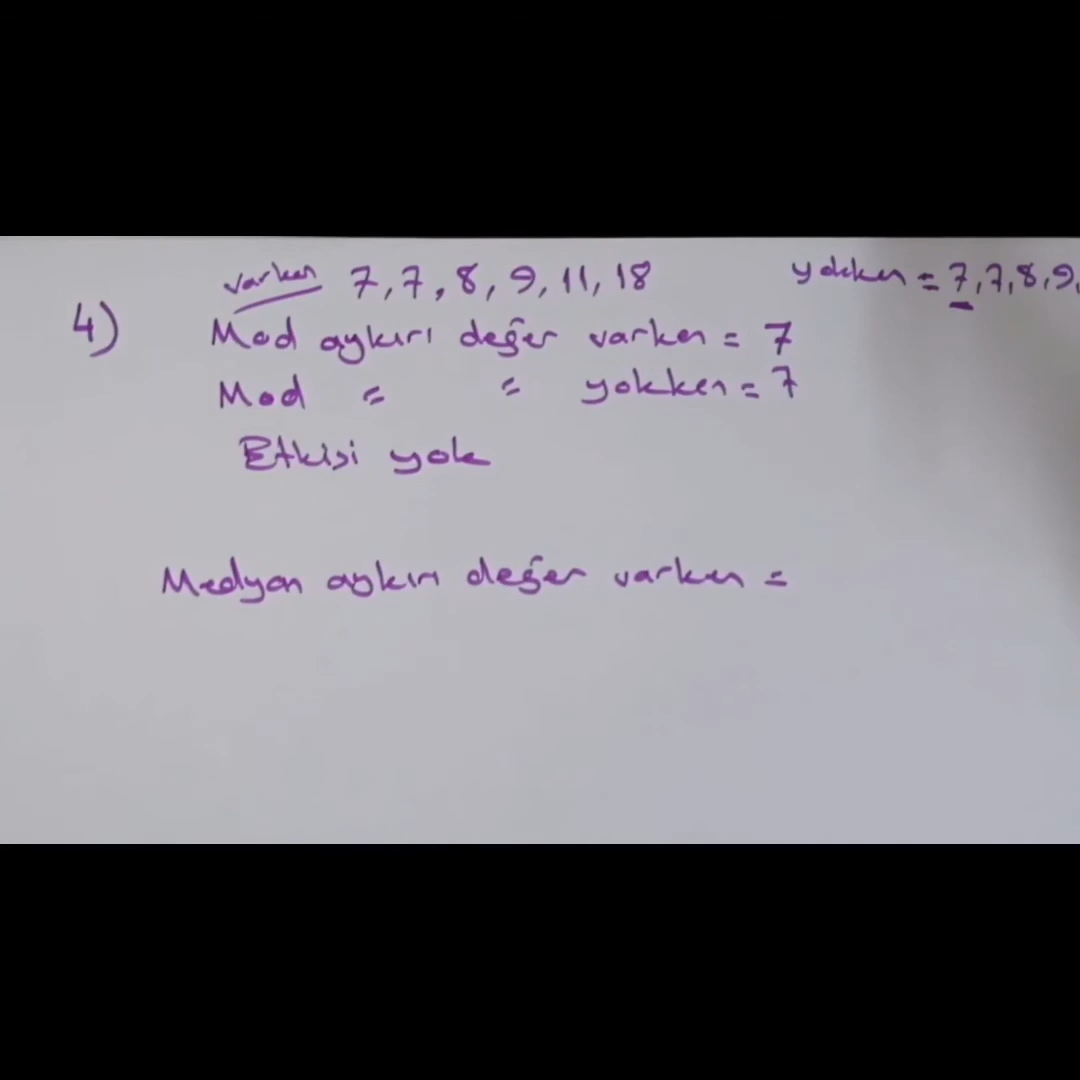 varken 7, 7, 8, 9, 11, 18 yokken = 7, 7, 8, 9,
4) Mod aykırı değer varken = 7
Mod " " yokken = 7
Etkisi yok
Medyan aykırı değer varken =